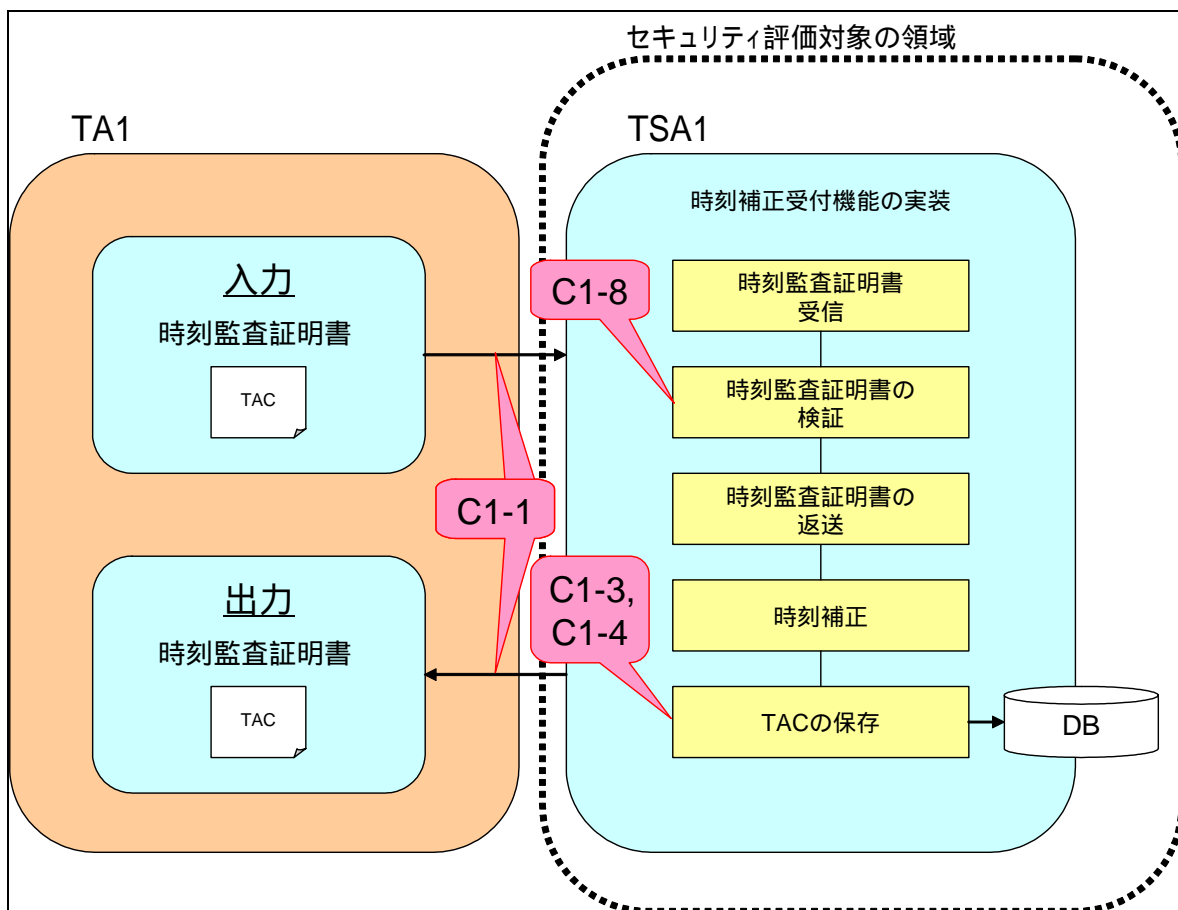 セキュリティ評価対象の領域
TA1
TSA1
時刻補正受付機能の実装
入力
時刻監査証明書
TAC
C1-8
時刻監査証明書
受信
時刻監査証明書の
検証
C1-1
時刻監査証明書の
返送
出力
時刻監査証明書
TAC
C1-3,
C1-4
時刻補正
TACの保存
DB